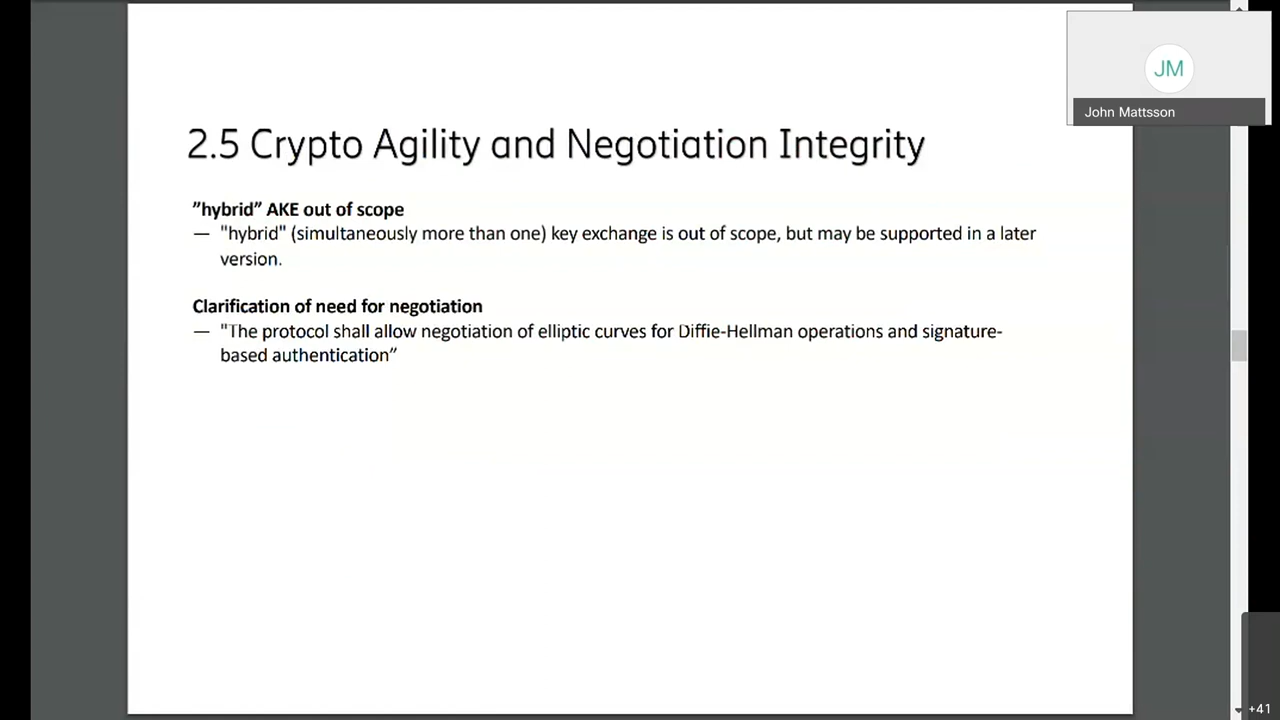 JM
John Mattsson
2.5 Crypto Agility and Negotiation Integrity
”hybrid” AKE out of scope
— "hybrid" (simultaneously more than one) key exchange is out of scope, but may be supported in a later
version.
Clarification of need for negotiation
— "The protocol shall allow negotiation of elliptic curves for Diffie-Hellman operations and signature-
based authentication”
+41